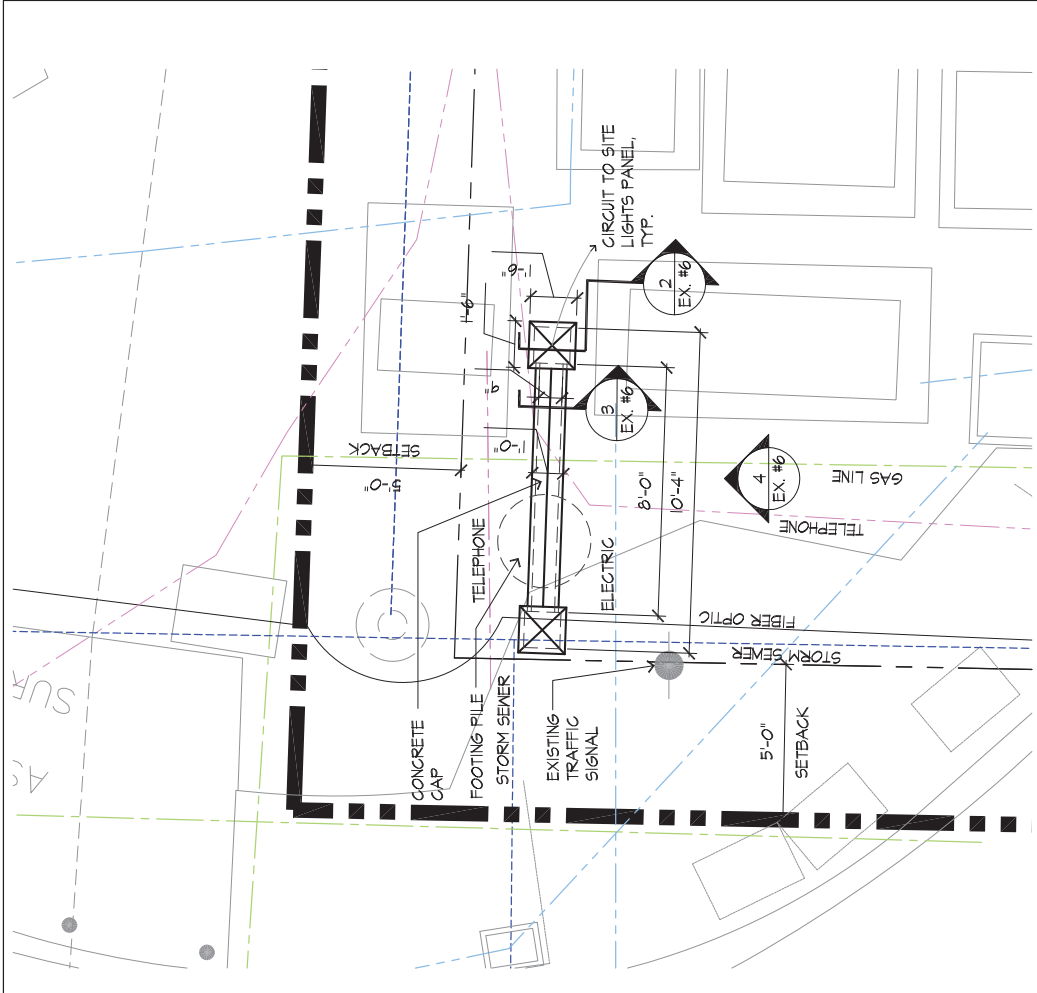 CIRCUIT TO SITE
LIGHTS PANEL,
TYP.
1'-6"
1'-6"
2
EX. #6
9"
3
EX. #6
1'-0"
SETBACK
5'-0"
4
EX. #6
GAS LINE
8'-0"
10'-4"
TELEPHONE
TELEPHONE
ELECTRIC
FIBER OPTIC
STORM SEWER
CONCRETE
CAP
FOOTING PILE
STORM SEWER
EXISTING
TRAFFIC
SIGNAL
5'-0"
SETBACK